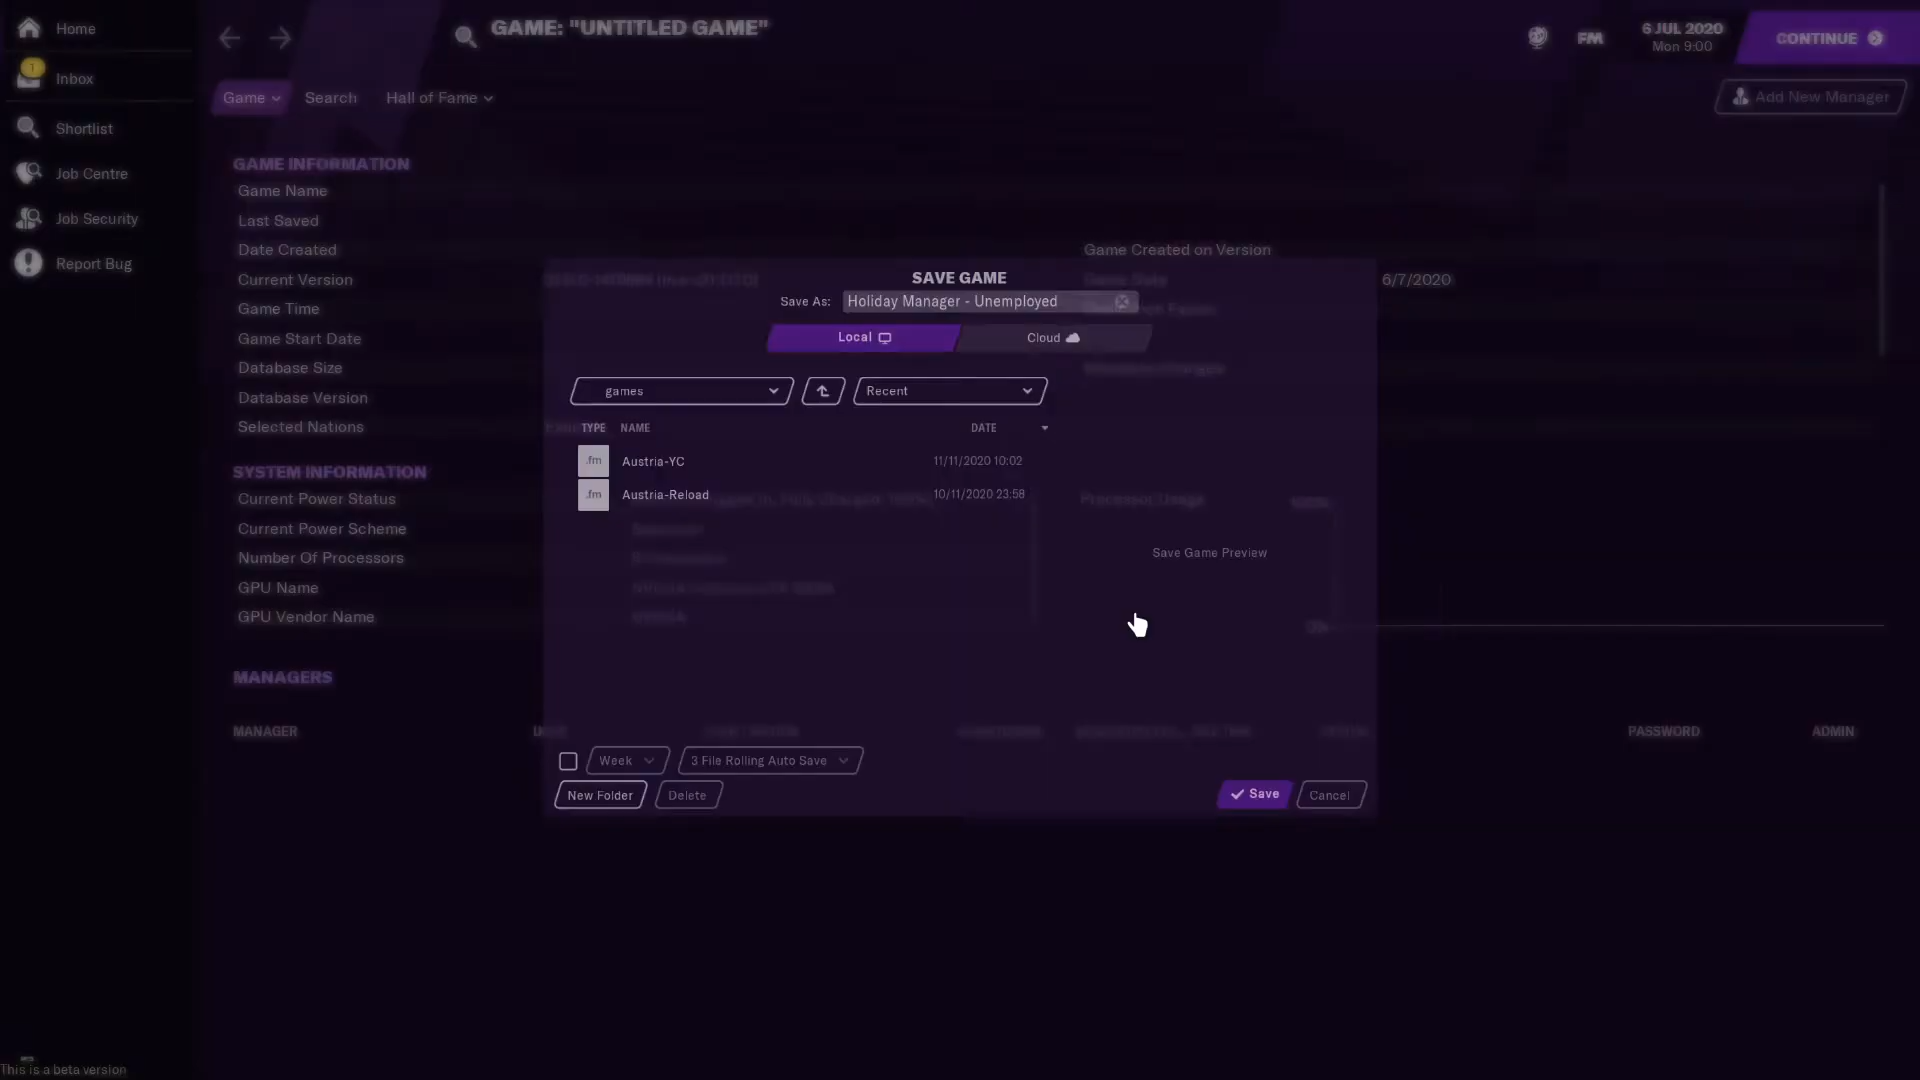 Home
GAME: "UNTITLED GAME"
FM
6 JUL 2020
Mon 9:00
CONTINUE
1
Inbox
Game
Search
Hall of Fame
Add New Manager
Shortlist
Job Centre
Job Security
Report Bug
GAME INFORMATION
Game Name
Last Saved
Date Created
Game Created on Version
Current Version
6/7/2020
Game Time
Game Start Date
Database Size
Database Version
Selected Nations
SYSTEM INFORMATION
Current Power Status
Processor Usage
Current Power Scheme
Number Of Processors
GPU Name
GPU Vendor Name
MANAGERS
MANAGER
PASSWORD
ADMIN
SAVE GAME
Save As: Holiday Manager - Unemployed
Local
Cloud
games
Recent
TYPE NAME DATE
.fm Austria-YC 11/11/2020 10:02
.fm Austria-Reload 10/11/2020 23:58
Save Game Preview
Week
3 File Rolling Auto Save
New Folder
Delete
Save
Cancel
This is a beta version